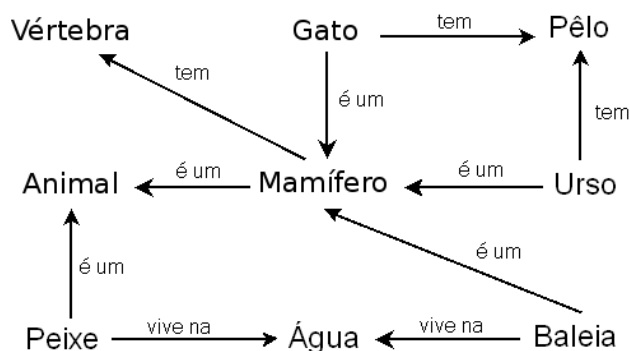 Vértebra
Gato
tem
Pêlo
tem
é um
tem
Animal
é um
Mamífero
é um
Urso
é um
é um
Peixe
vive na
Água
vive na
Baleia